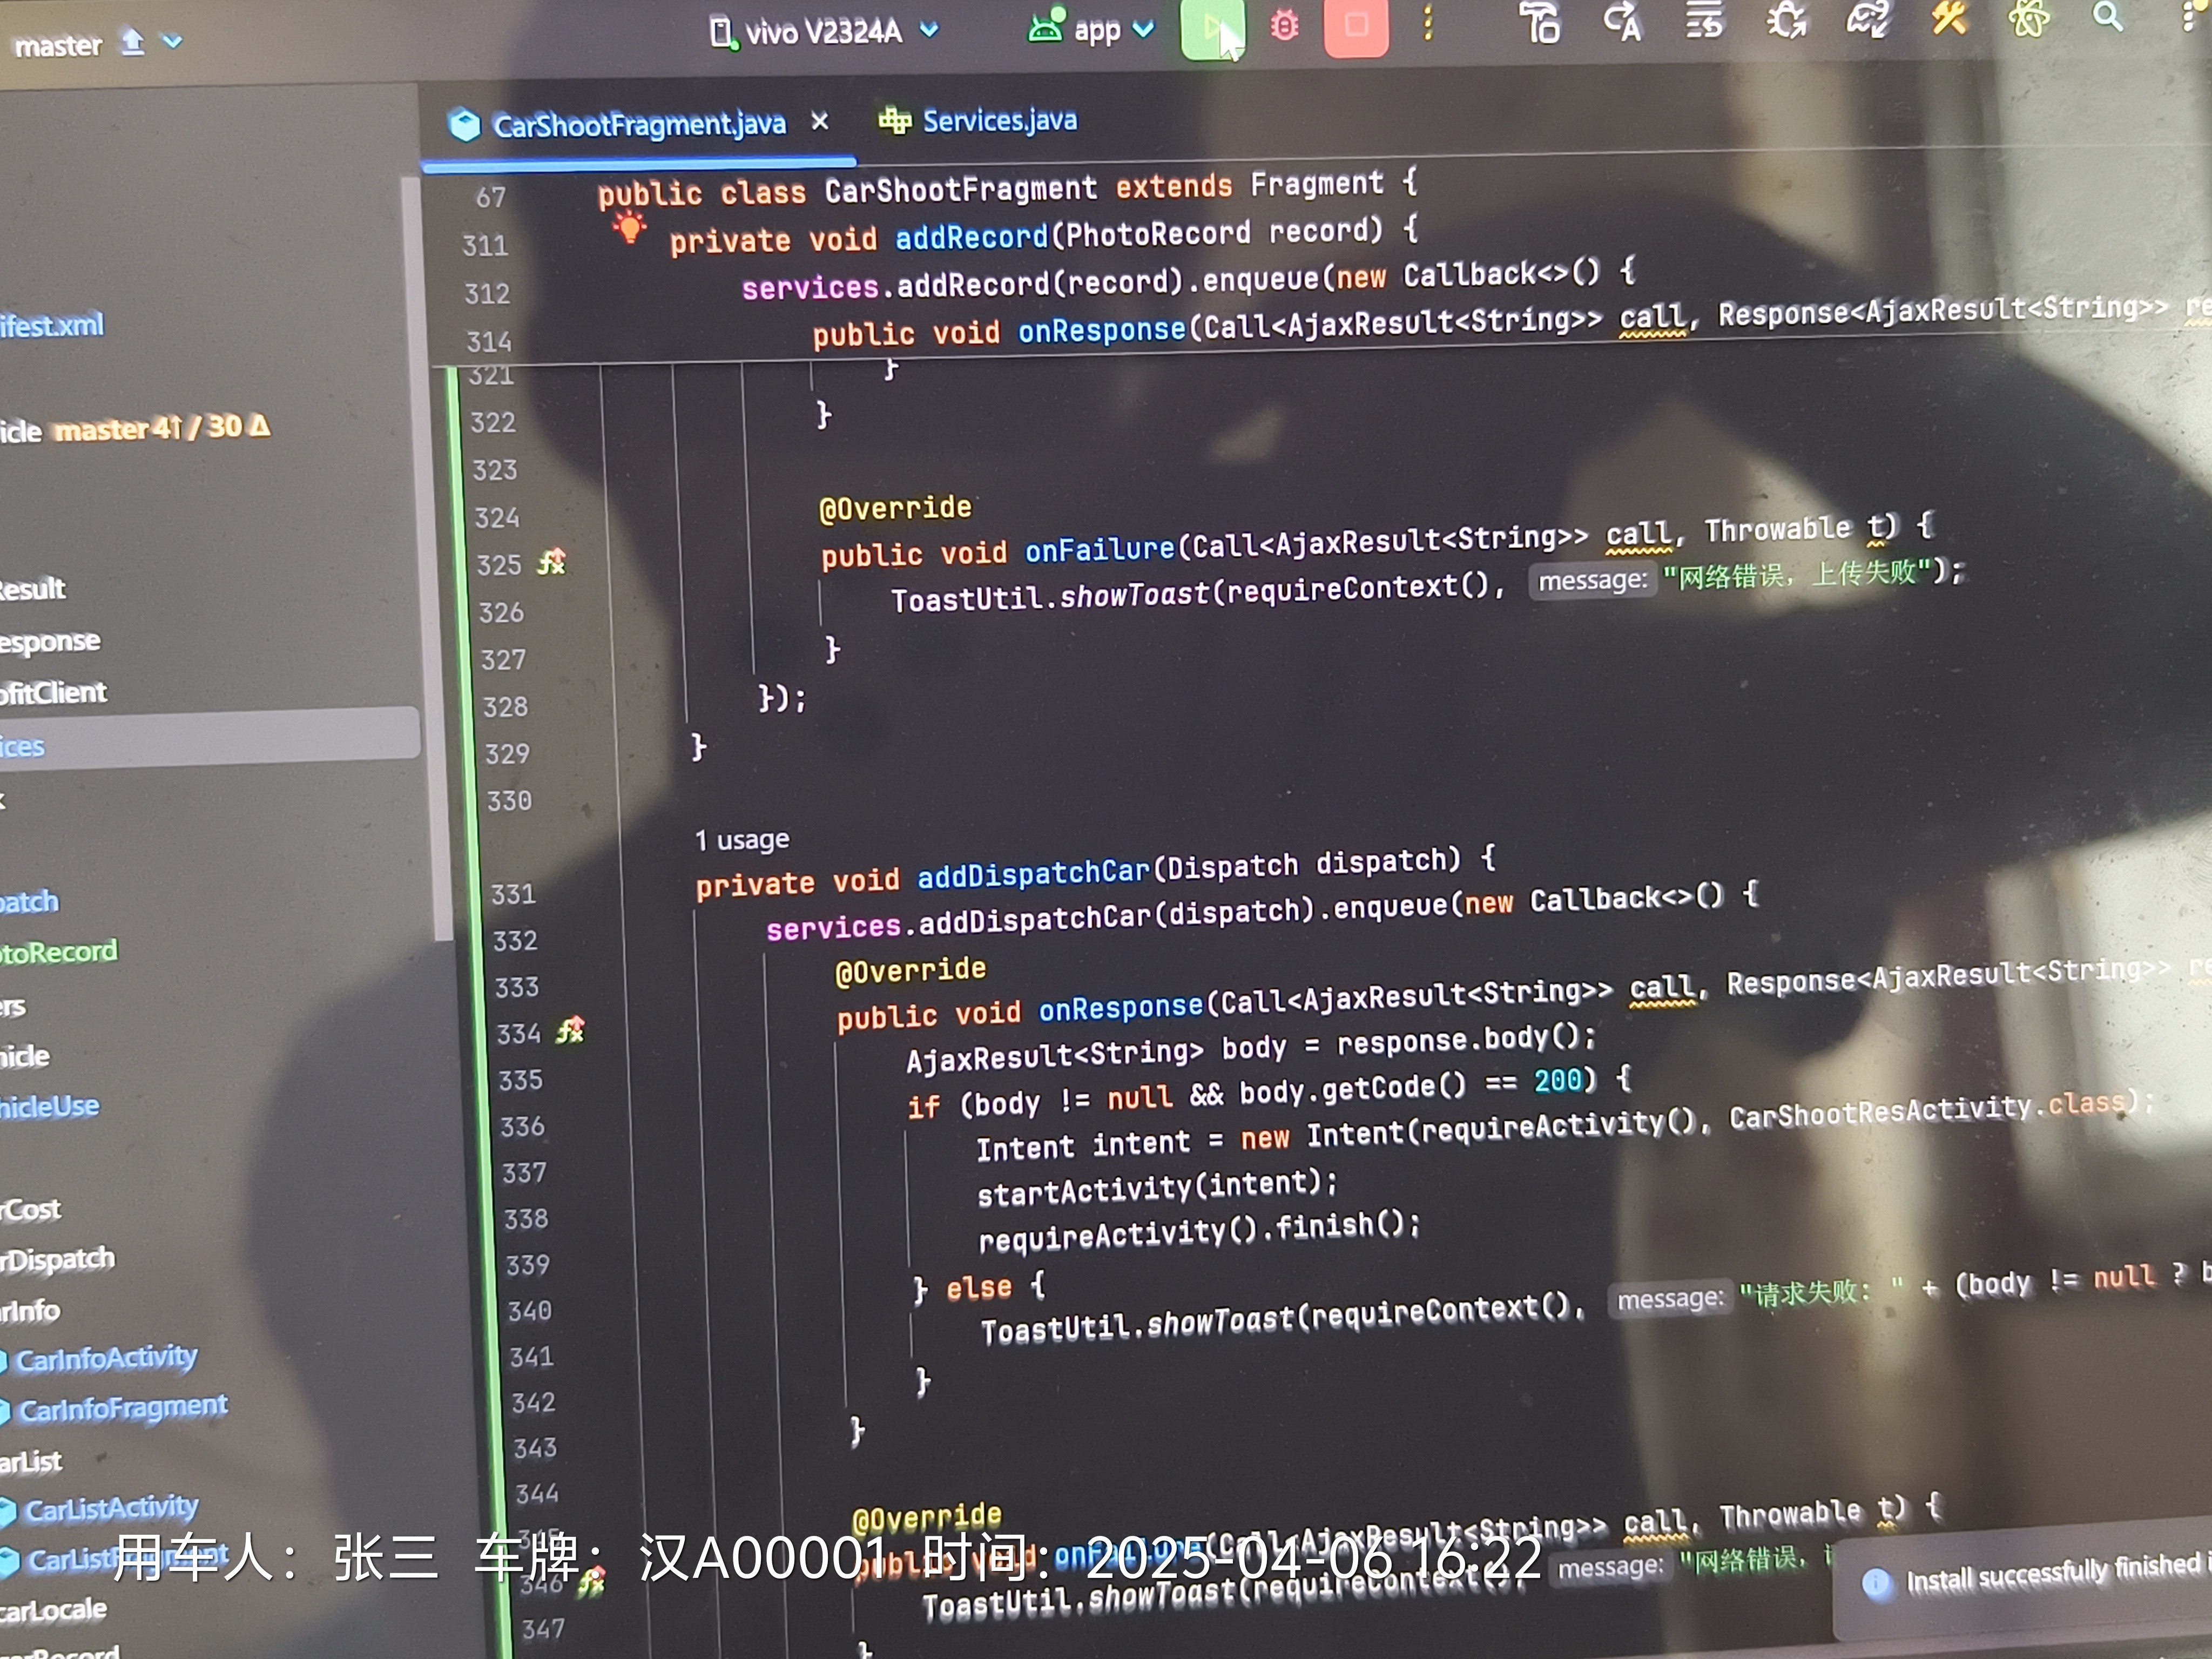 master
vivo V2324A
app
CarShootFragment.java
Services.java
67 public class CarShootFragment extends Fragment {
311 private void addRecord(PhotoRecord record) {
312 services.addRecord(record).enqueue(new Callback<>() {
314 public void onResponse(Call<AjaxResult<String>> call, Response<AjaxResult<String>> re
321 }
322 }
323
324 @Override
325 public void onFailure(Call<AjaxResult<String>> call, Throwable t) {
326 ToastUtil.showToast(requireContext(), message: "网络错误，上传失败");
327 }
328 });
329 }
330
1 usage
331 private void addDispatchCar(Dispatch dispatch) {
332 services.addDispatchCar(dispatch).enqueue(new Callback<>() {
333 @Override
334 public void onResponse(Call<AjaxResult<String>> call, Response<AjaxResult<String>> re
335 AjaxResult<String> body = response.body();
336 if (body != null && body.getCode() == 200) {
337 Intent intent = new Intent(requireActivity(), CarShootResActivity.class);
338 startActivity(intent);
339 requireActivity().finish();
340 } else {
341 ToastUtil.showToast(requireContext(), message: "请求失败: " + (body != null ? b
342 }
343 }
344
345 @Override
346 public void onFailure(Call<AjaxResult<String>> call, Throwable t) {
347 ToastUtil.showToast(requireContext(), message: "网络错误，
}
ifest.xml
icle master 4↑ / 30 Δ
Result
esponse
ofitClient
ices
patch
toRecord
ers
hicle
hicleUse
rCost
rDispatch
arInfo
CarInfoActivity
CarInfoFragment
arList
CarListActivity
CarListFragment
carLocale
carRecord
Install successfully finished i
用车人：张三 车牌：汉A00001 时间：2025-04-06 16:22